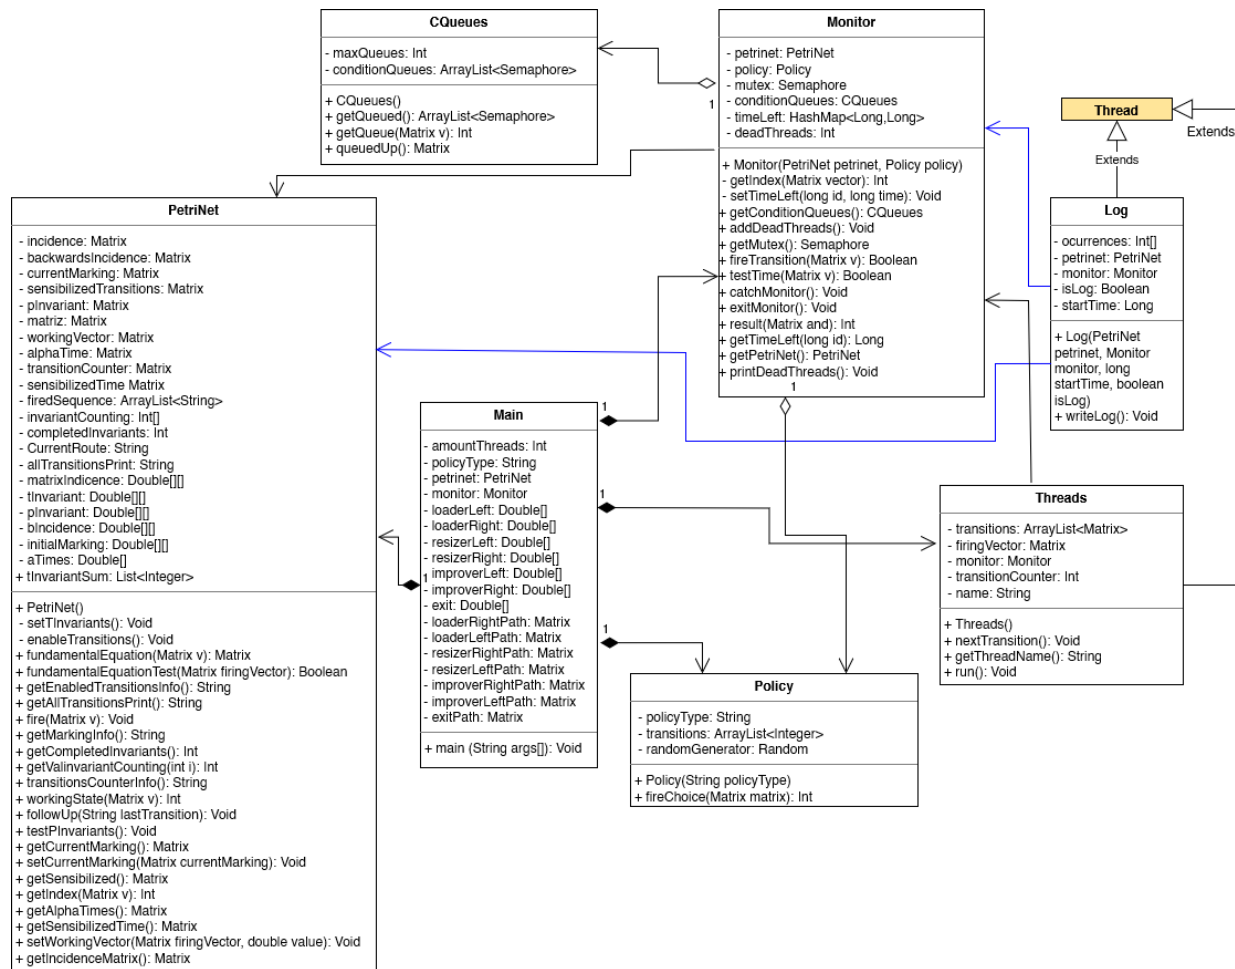 CQueues
- maxQueues: Int
- conditionQueues: ArrayList<Semaphore>
+ CQueues()
+ getQueued(): ArrayList<Semaphore>
+ getQueue(Matrix v): Int
+ queuedUp(): Matrix
Monitor
- petrinet: PetriNet
- policy: Policy
- mutex: Semaphore
- conditionQueues: CQueues
- timeLeft: HashMap<Long,Long>
- deadThreads: Int
+ Monitor(PetriNet petrinet, Policy policy)
- getIndex(Matrix vector): Int
- setTimeLeft(long id, long time): Void
+ getConditionQueues(): CQueues
+ addDeadThreads(): Void
+ getMutex(): Semaphore
+ fireTransition(Matrix v): Boolean
+ testTime(Matrix v): Boolean
+ catchMonitor(): Void
+ exitMonitor(): Void
+ result(Matrix and): Int
+ getTimeLeft(long id): Long
+ getPetriNet(): PetriNet
+ printDeadThreads(): Void
1
1
Thread
Extends
Extends
Log
- ocurrences: Int[]
- petrinet: PetriNet
- monitor: Monitor
- isLog: Boolean
- startTime: Long
+ Log(PetriNet
petrinet, Monitor
monitor, long
startTime, boolean
isLog)
+ writeLog(): Void
PetriNet
- incidence: Matrix
- backwardsIncidence: Matrix
- currentMarking: Matrix
- sensibilizedTransitions: Matrix
- pInvariant: Matrix
- matriz: Matrix
- workingVector: Matrix
- alphaTime: Matrix
- transitionCounter: Matrix
- sensibilizedTime Matrix
- firedSequence: ArrayList<String>
- invariantCounting: Int[]
- completedInvariants: Int
- CurrentRoute: String
- allTransitionsPrint: String
- matrixIndicence: Double[][]
- tInvariant: Double[][]
- pInvariant: Double[][]
- bIncidence: Double[][]
- initialMarking: Double[][]
- aTimes: Double[]
+ tInvariantSum: List<Integer>
+ PetriNet()
- setTInvariants(): Void
- enableTransitions(): Void
+ fundamentalEquation(Matrix v): Matrix
+ fundamentalEquationTest(Matrix firingVector): Boolean
+ getEnabledTransitionsInfo(): String
+ getAllTransitionsPrint(): String
+ fire(Matrix v): Void
+ getMarkingInfo(): String
+ getCompletedInvariants(): Int
+ getValinvariantCounting(int i): Int
+ transitionsCounterInfo(): String
+ workingState(Matrix v): Int
+ followUp(String lastTransition): Void
+ testPInvariants(): Void
+ getCurrentMarking(): Matrix
+ setCurrentMarking(Matrix currentMarking): Void
+ getSensibilized(): Matrix
+ getIndex(Matrix v): Int
+ getAlphaTimes(): Matrix
+ getSensibilizedTime(): Matrix
+ setWorkingVector(Matrix firingVector, double value): Void
+ getIncidenceMatrix(): Matrix
Main
- amountThreads: Int
- policyType: String
- petrinet: PetriNet
- monitor: Monitor
- loaderLeft: Double[]
- loaderRight: Double[]
- resizerLeft: Double[]
- resizerRight: Double[]
- improverLeft: Double[]
- improverRight: Double[]
- exit: Double[]
- loaderRightPath: Matrix
- loaderLeftPath: Matrix
- resizerRightPath: Matrix
- resizerLeftPath: Matrix
- improverRightPath: Matrix
- improverLeftPath: Matrix
- exitPath: Matrix
+ main (String args[]): Void
1
1
1
1
Threads
- transitions: ArrayList<Matrix>
- firingVector: Matrix
- monitor: Monitor
- transitionCounter: Int
- name: String
+ Threads()
+ nextTransition(): Void
+ getThreadName(): String
+ run(): Void
Policy
- policyType: String
- transitions: ArrayList<Integer>
- randomGenerator: Random
+ Policy(String policyType)
+ fireChoice(Matrix matrix): Int